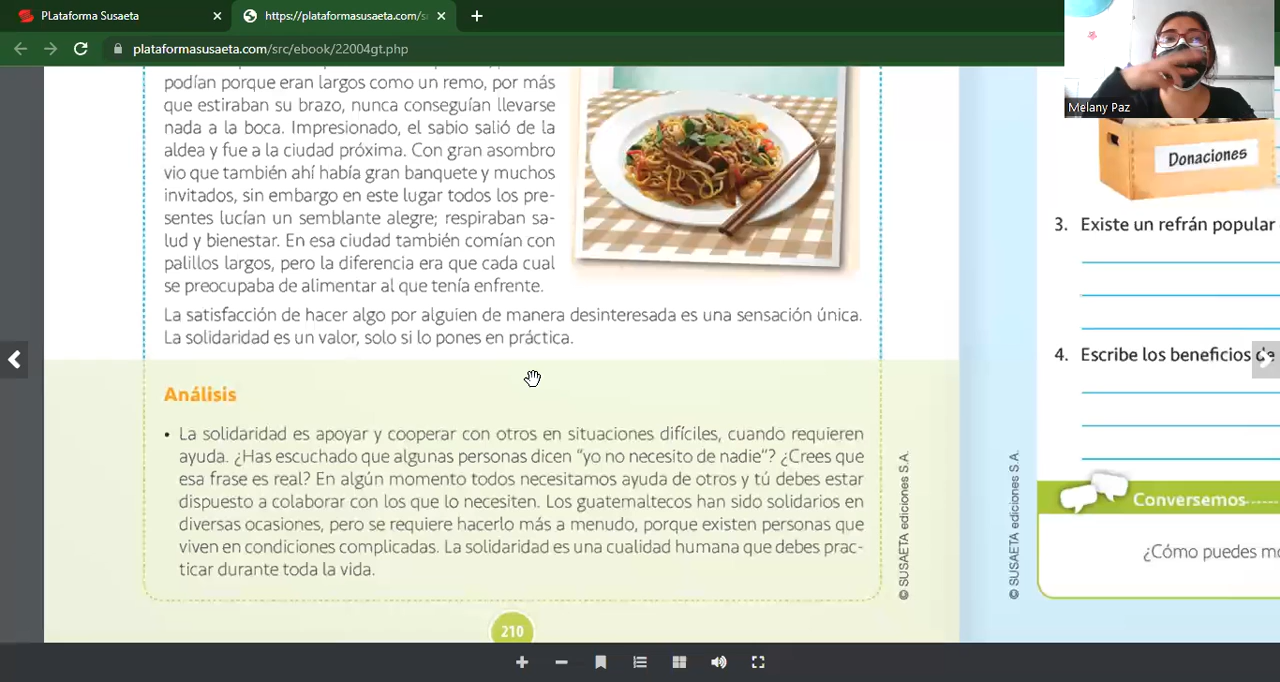 PLataforma Susaeta
https://plataformasusaeta.com/s
plataformasusaeta.com/src/ebook/22004gt.php
Melany Paz
podían porque eran largos como un remo, por más
que estiraban su brazo, nunca conseguían llevarse
nada a la boca. Impresionado, el sabio salió de la
aldea y fue a la ciudad próxima. Con gran asombro
vio que también ahí había gran banquete y muchos
invitados, sin embargo en este lugar todos los pre-
sentes lucían un semblante alegre; respiraban sa-
lud y bienestar. En esa ciudad también comían con
palillos largos, pero la diferencia era que cada cual
se preocupaba de alimentar al que tenía enfrente.
La satisfacción de hacer algo por alguien de manera desinteresada es una sensación única.
La solidaridad es un valor, solo si lo pones en práctica.
Análisis
• La solidaridad es apoyar y cooperar con otros en situaciones difíciles, cuando requieren
ayuda. ¿Has escuchado que algunas personas dicen “yo no necesito de nadie”? ¿Crees que
esa frase es real? En algún momento todos necesitamos ayuda de otros y tú debes estar
dispuesto a colaborar con los que lo necesiten. Los guatemaltecos han sido solidarios en
diversas ocasiones, pero se requiere hacerlo más a menudo, porque existen personas que
viven en condiciones complicadas. La solidaridad es una cualidad humana que debes prac-
ticar durante toda la vida.
© SUSAETA ediciones S.A.
210
Donaciones
3. Existe un refrán popular
4. Escribe los beneficios de
© SUSAETA ediciones S.A.
Conversemos
¿Cómo puedes mo